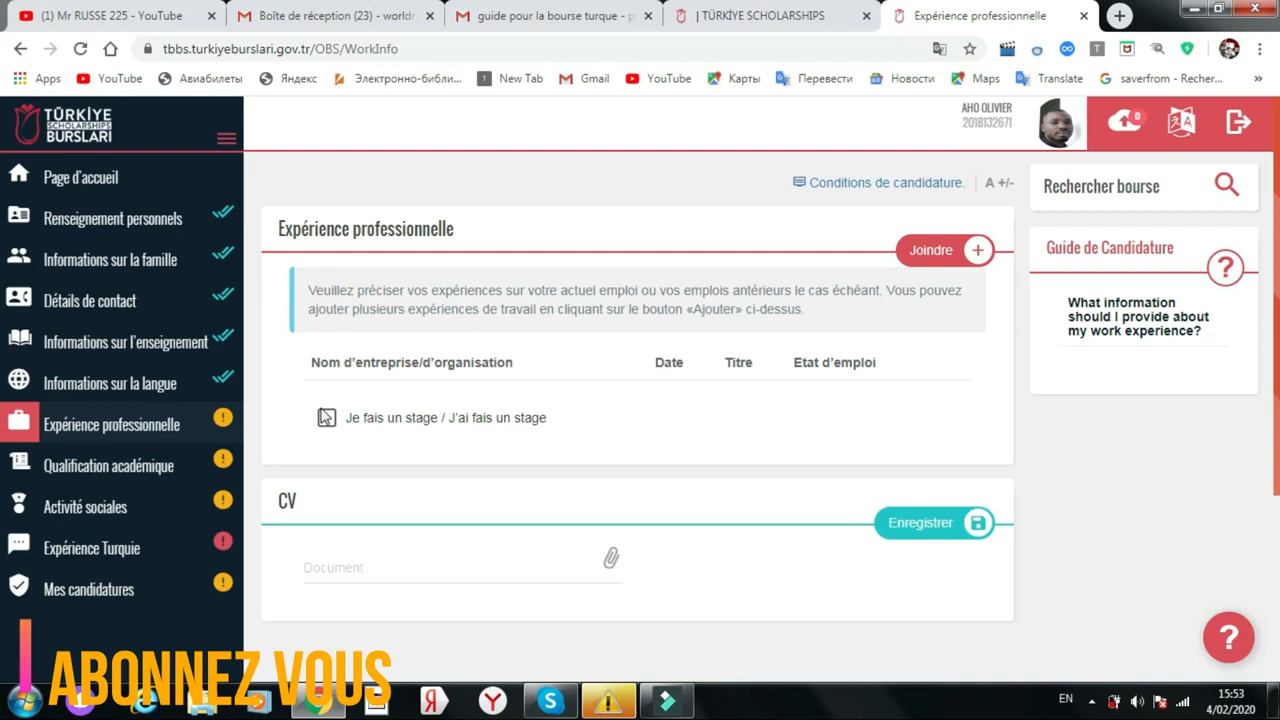 (1) Mr RUSSE 225 - YouTube
Boîte de réception (23) - worldn
guide pour la bourse turque - p
| TÜRKİYE SCHOLARSHIPS
Expérience professionnelle
tbbs.turkiyeburslari.gov.tr/OBS/WorkInfo
Apps
YouTube
Авиабилеты
Яндекс
Электронно-библи...
New Tab
Gmail
YouTube
Карты
Перевести
Новости
Maps
Translate
saverfrom - Recher...
»
TÜRKİYE
SCHOLARSHIPS
BURSLARI
AHO OLIVIER
2018132671
0
Page d'accueil
Renseignement personnels
Informations sur la famille
Détails de contact
Informations sur l'enseignement
Informations sur la langue
Expérience professionnelle
Qualification académique
Activité sociales
Expérience Turquie
Mes candidatures
Conditions de candidature.
A +/-
Expérience professionnelle
Joindre +
Veuillez préciser vos expériences sur votre actuel emploi ou vos emplois antérieurs le cas échéant. Vous pouvez
ajouter plusieurs expériences de travail en cliquant sur le bouton «Ajouter» ci-dessus.
Nom d'entreprise/d'organisation Date Titre Etat d'emploi
Je fais un stage / J'ai fais un stage
CV
Enregistrer
Document
Rechercher bourse
Guide de Candidature
?
What information
should I provide about
my work experience?
?
ABONNEZ VOUS
EN
15:53
4/02/2020